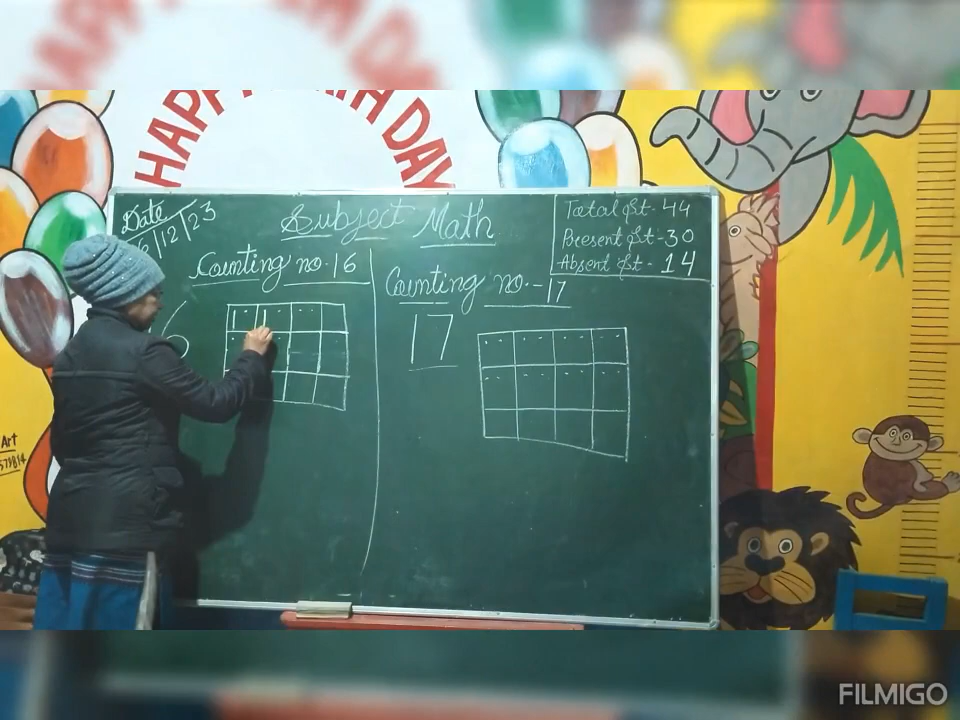 HAPPY
DAY
Date
/12/23
Subject Math
Total St- 44
Present St-30
Absent St- 14
Counting no. 16
Counting no.-17
6
17
Art
FILMIGO